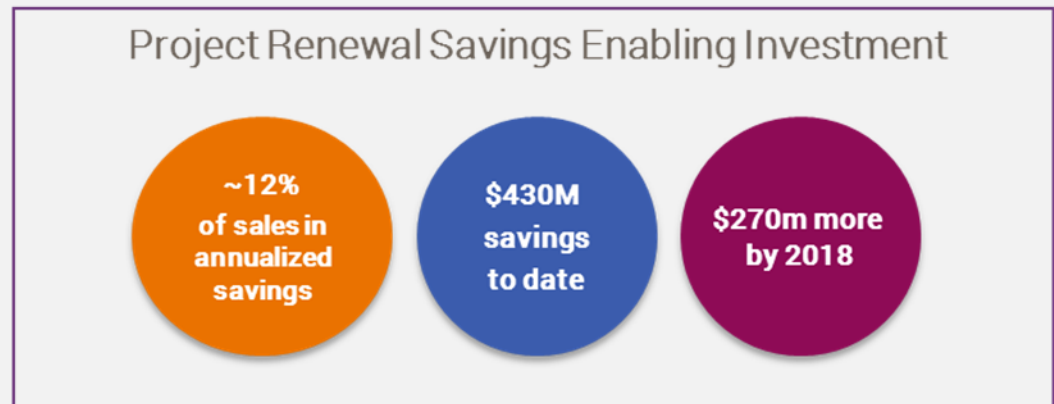 Project Renewal Savings Enabling Investment
~12%
of sales in
annualized
savings
$430M
savings
to date
$270m more
by 2018